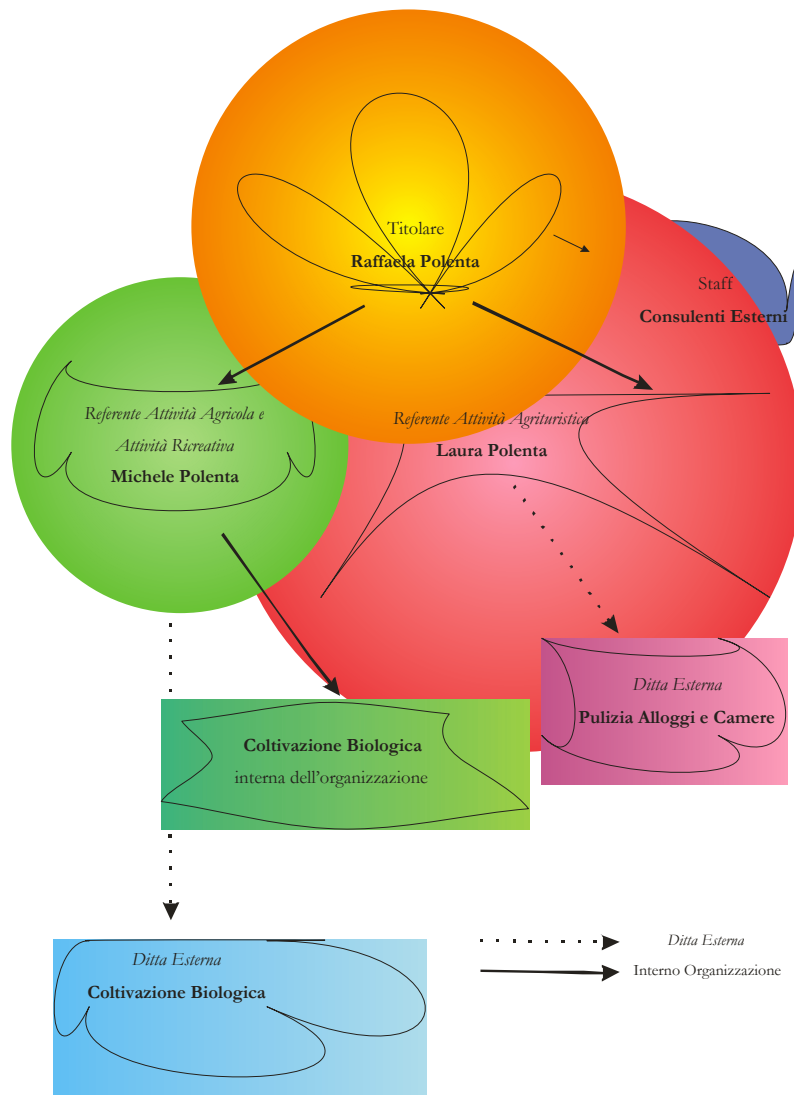 Titolare
Raffaela Polenta
Staff
Consulenti Esterni
Referente Attività Agricola e
Attività Ricreativa
Michele Polenta
Referente Attività Agrituristica
Laura Polenta
Ditta Esterna
Pulizia Alloggi e Camere
Coltivazione Biologica
interna dell'organizzazione
Ditta Esterna
Coltivazione Biologica
Ditta Esterna
Interno Organizzazione